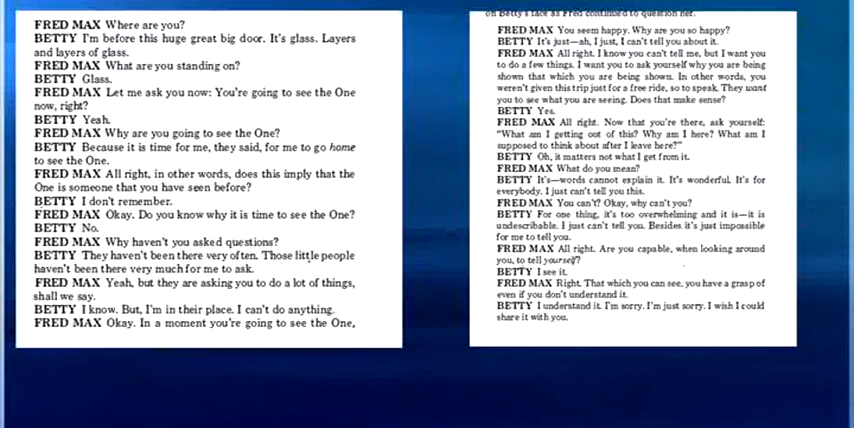 FRED MAX Where are you?
BETTY I'm before this huge great big door. It's glass. Layers
and layers of glass.
FRED MAX What are you standing on?
BETTY Glass.
FRED MAX Let me ask you now: You're going to see the One
now, right?
BETTY Yeah.
FRED MAX Why are you going to see the One?
BETTY Because it is time for me, they said, for me to go home
to see the One.
FRED MAX All right, in other words, does this imply that the
One is someone that you have seen before?
BETTY I don't remember.
FRED MAX Okay. Do you know why it is time to see the One?
BETTY No.
FRED MAX Why haven't you asked questions?
BETTY They haven't been there very often. Those little people
haven't been there very much for me to ask.
FRED MAX Yeah, but they are asking you to do a lot of things,
shall we say.
BETTY I know. But, I'm in their place. I can't do anything.
FRED MAX Okay. In a moment you're going to see the One,
on Betty's face as Fred continued to question her.
FRED MAX You seem happy. Why are you so happy?
BETTY It's just—ah, I just, I can't tell you about it.
FRED MAX All right. I know you can't tell me, but I want you
to do a few things. I want you to ask yourself why you are being
shown that which you are being shown. In other words, you
weren't given this trip just for a free ride, so to speak. They want
you to see what you are seeing. Does that make sense?
BETTY Yes.
FRED MAX All right. Now that you're there, ask yourself:
"What am I getting out of this? Why am I here? What am I
supposed to think about after I leave here?"
BETTY Oh, it matters not what I get from it.
FRED MAX What do you mean?
BETTY It's—words cannot explain it. It's wonderful. It's for
everybody. I just can't tell you this.
FRED MAX You can't? Okay, why can't you?
BETTY For one thing, it's too overwhelming and it is—it is
undescribable. I just can't tell you. Besides it's just impossible
for me to tell you.
FRED MAX All right. Are you capable, when looking around
you, to tell yourself?
BETTY I see it.
FRED MAX Right. That which you can see, you have a grasp of
even if you don't understand it.
BETTY I understand it. I'm sorry. I'm just sorry. I wish I could
share it with you.